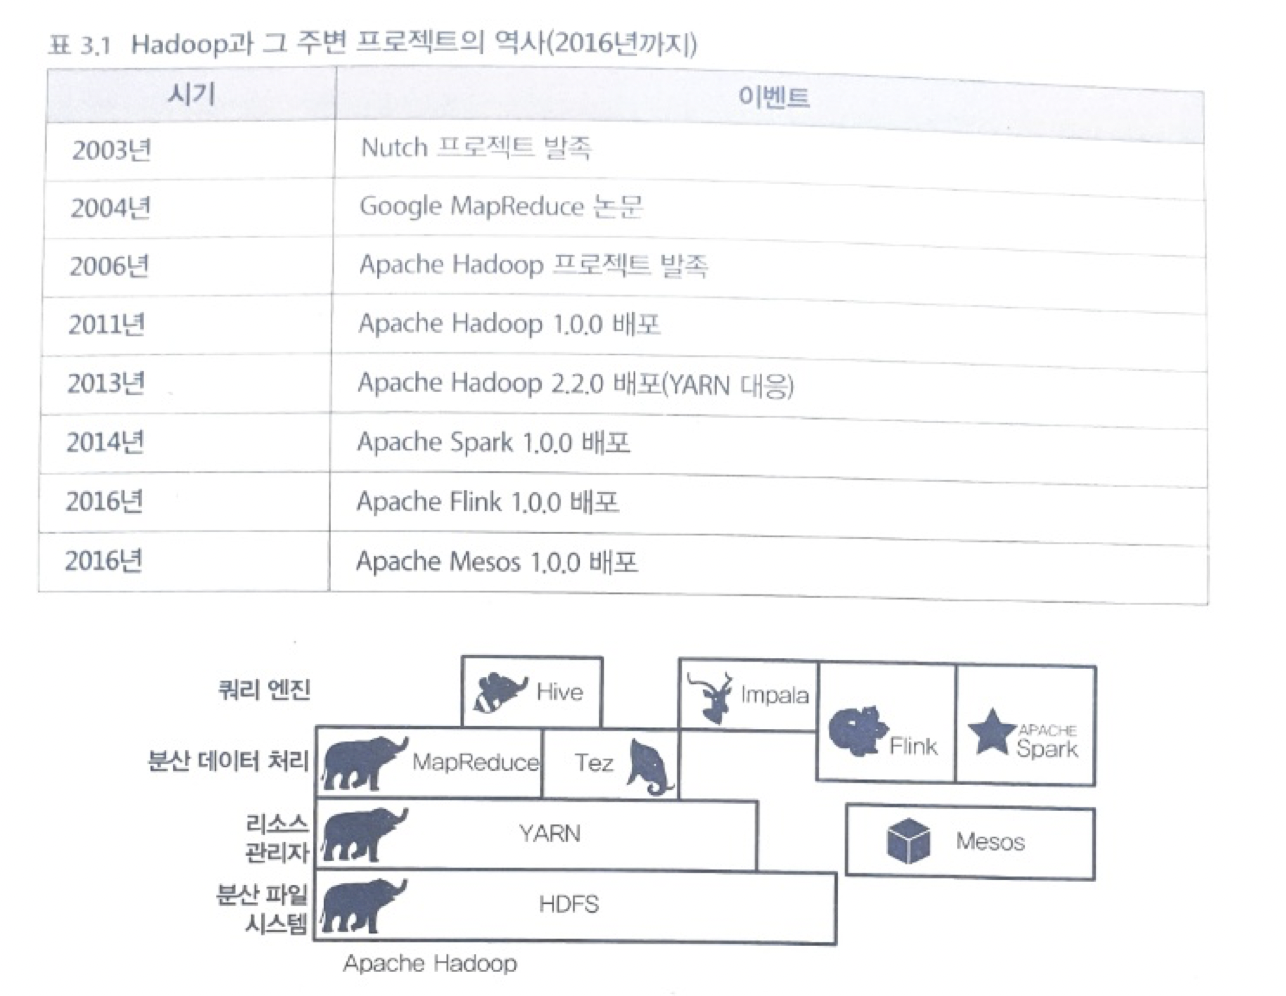 표 3.1 Hadoop과 그 주변 프로젝트의 역사(2016년까지)
시기 이벤트
2003년 Nutch 프로젝트 발족
2004년 Google MapReduce 논문
2006년 Apache Hadoop 프로젝트 발족
2011년 Apache Hadoop 1.0.0 배포
2013년 Apache Hadoop 2.2.0 배포(YARN 대응)
2014년 Apache Spark 1.0.0 배포
2016년 Apache Flink 1.0.0 배포
2016년 Apache Mesos 1.0.0 배포
쿼리 엔진 Hive Impala
Flink APACHE Spark
분산 데이터 처리 MapReduce Tez
리소스 관리자 YARN Mesos
분산 파일 시스템 HDFS
Apache Hadoop